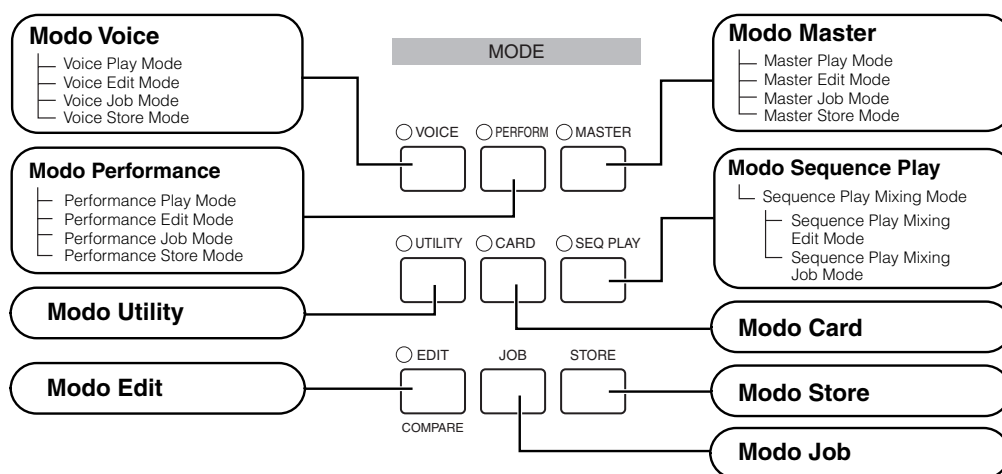 Modo Voice
Voice Play Mode
Voice Edit Mode
Voice Job Mode
Voice Store Mode
Modo Performance
Performance Play Mode
Performance Edit Mode
Performance Job Mode
Performance Store Mode
Modo Utility
Modo Edit
MODE
VOICE PERFORM MASTER
UTILITY CARD SEQ PLAY
EDIT JOB STORE
COMPARE
Modo Master
Master Play Mode
Master Edit Mode
Master Job Mode
Master Store Mode
Modo Sequence Play
Sequence Play Mixing Mode
Sequence Play Mixing
Edit Mode
Sequence Play Mixing
Job Mode
Modo Card
Modo Store
Modo Job